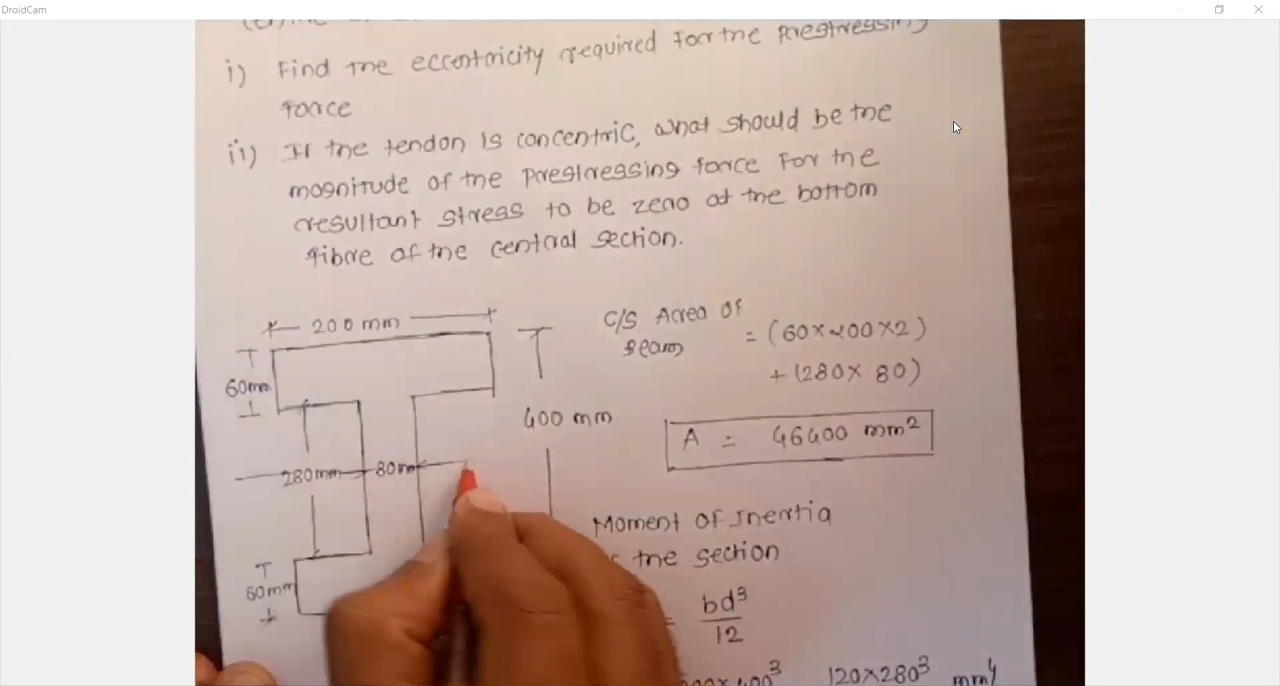 DroidCam
i) Find the eccentricity required for the prestressing
force
ii) If the tendon is concentric, what should be the
magnitude of the prestressing force for the
resultant stress to be zero at the bottom
fibre of the central section.
200 mm
60mm
400 mm
280mm
80m
60mm
C/S Area of
Beam
= (60×200×2)
+ (280× 80)
A = 46400 mm²
Moment of Inertia
the section
bd³
12
120×280³ mm⁴